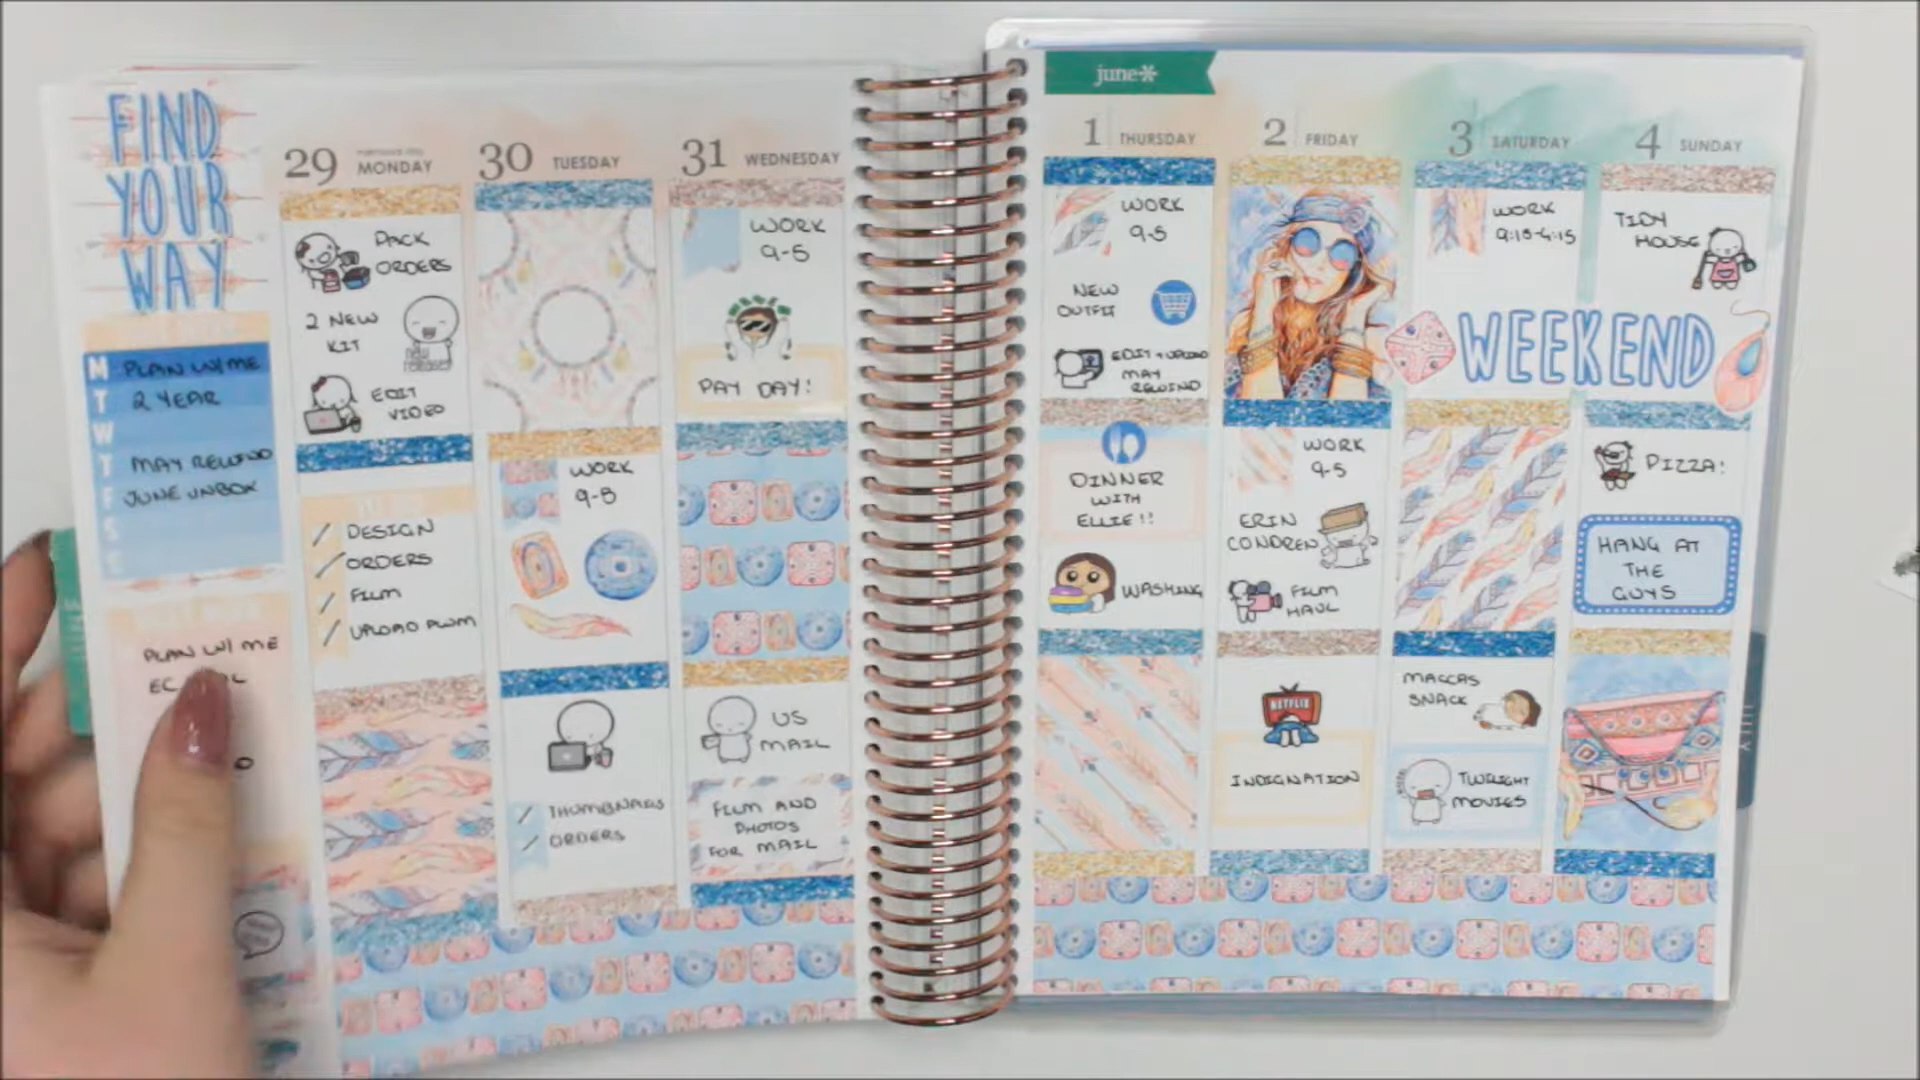 FIND
YOUR
WAY
M PLAN W/ ME
T 2 YEAR
W
T MAY REWIND
F JUNE UNBOX
S
PLAN W/ ME
29 MONDAY
PACK
ORDERS
2 NEW
KIT
new
releases
EDIT
VIDEO
DESIGN
ORDERS
FILM
UPLOAD PWM
30 TUESDAY
WORK
9-8
THUMBNAILS
ORDERS
31 WEDNESDAY
WORK
9-5
PAY DAY!
US
MAIL
FILM AND
PHOTOS
FOR MAIL
june*
1 THURSDAY
WORK
9-5
NEW
OUTFIT
EDIT + UPLOAD
MAY
REWIND
DINNER
WITH
ELLIE!!
WASHING
2 FRIDAY
WORK
9-5
ERIN
CONDREN
FILM
HAUL
NETFLIX
INDIGNATION
3 SATURDAY
WORK
9:15-4:15
WEEKEND
MACCAS
SNACK
TWILIGHT
MOVIES
4 SUNDAY
TIDY
HOUSE
PIZZA!
HANG AT
THE
GUYS
JULY